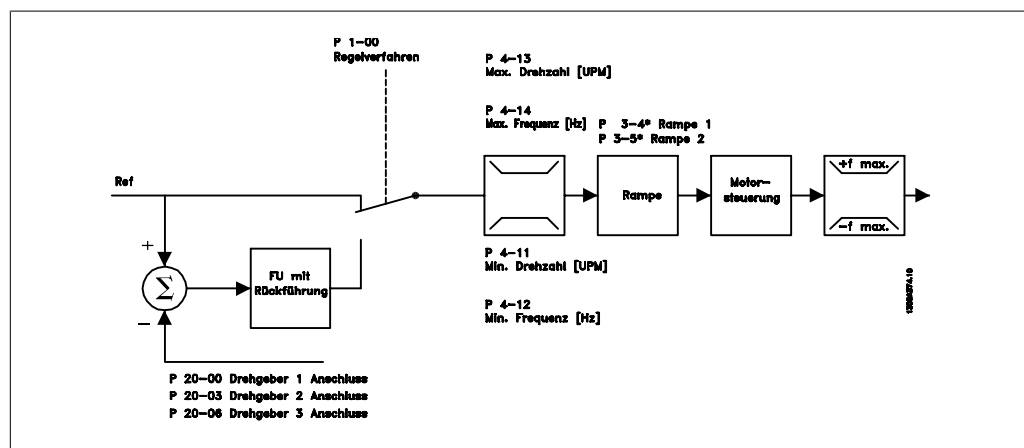 P 1-00
Regelverfahren
P 4-13
Max. Drehzahl [UPM]
P 4-14
Max. Frequenz [Hz]
P 3-4* Rampe 1
P 3-5* Rampe 2
Ref
+f max.
Rampe
Motor-
steuerung
-f max.
+
FU mit
Rückführung
Σ
−
P 4-11
Min. Drehzahl [UPM]
P 4-12
Min. Frequenz [Hz]
130BA274.10
P 20-00 Drehgeber 1 Anschluss
P 20-03 Drehgeber 2 Anschluss
P 20-06 Drehgeber 3 Anschluss